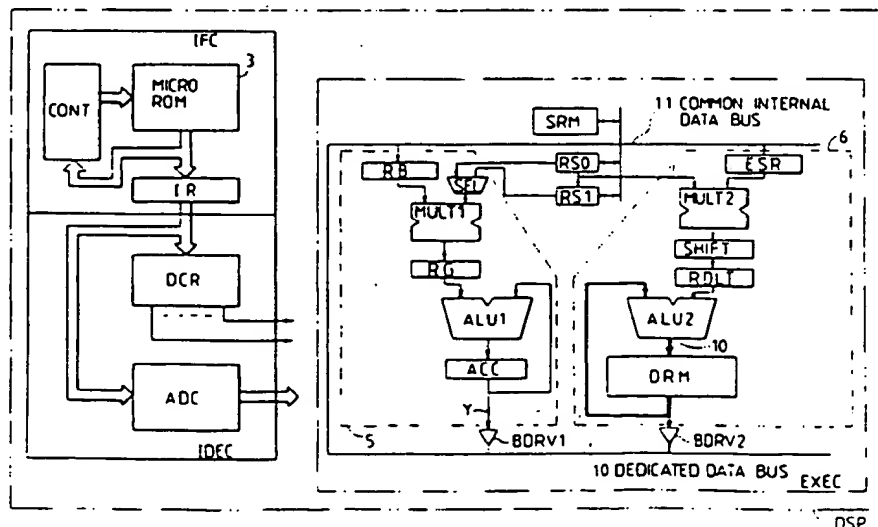 IFC
3
MICRO
ROM
CONT
IR
DCR
ADC
IDEC
SRM
11 COMMON INTERNAL
DATA BUS
6
RB
SEL
RS0
RS1
ESR
MULT1
MULT2
SHIFT
RG
RDLT
ALU1
ALU2
10
ACC
DRM
Y
5
BDRV1
BDRV2
10 DEDICATED DATA BUS
EXEC
DSP